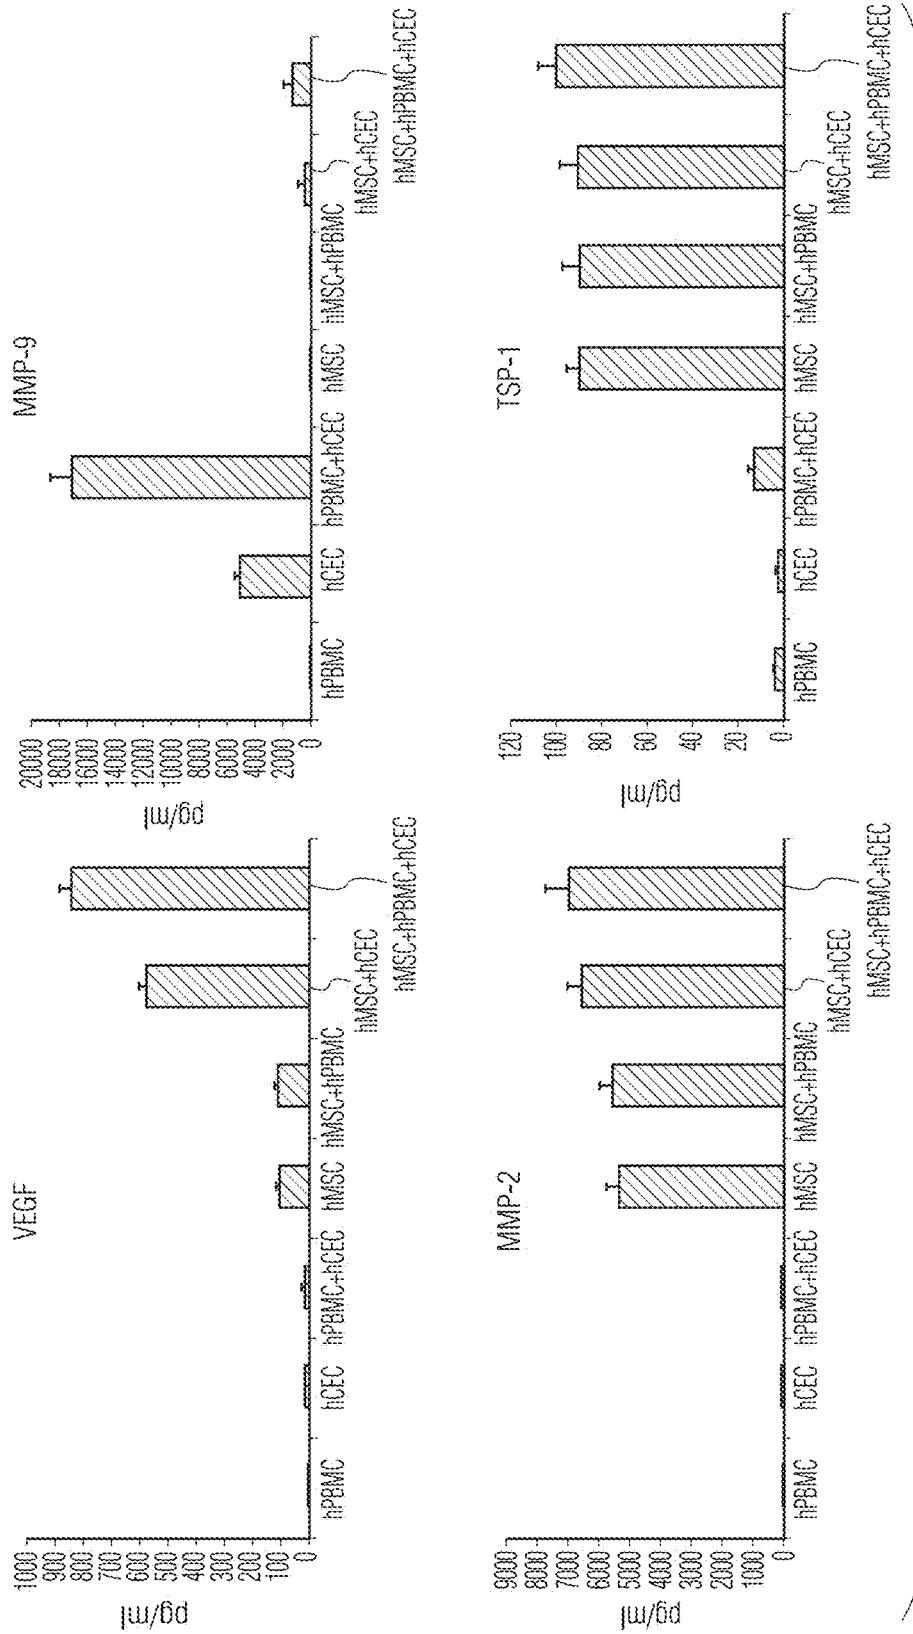 VEGF
pg/ml
1000
900
800
700
600
500
400
300
200
100
0
hPBMC
hCEC
hPBMC+hCEC
hMSC
hMSC+hPBMC
hMSC+hCEC
hMSC+hPBMC+hCEC
MMP-9
pg/ml
20000
18000
16000
14000
12000
10000
8000
6000
4000
2000
0
hPBMC
hCEC
hPBMC+hCEC
hMSC
hMSC+hPBMC
hMSC+hCEC
hMSC+hPBMC+hCEC
MMP-2
pg/ml
9000
8000
7000
6000
5000
4000
3000
2000
1000
0
hPBMC
hCEC
hPBMC+hCEC
hMSC
hMSC+hPBMC
hMSC+hCEC
hMSC+hPBMC+hCEC
TSP-1
pg/ml
120
100
80
60
40
20
0
hPBMC
hCEC
hPBMC+hCEC
hMSC
hMSC+hPBMC
hMSC+hCEC
hMSC+hPBMC+hCEC